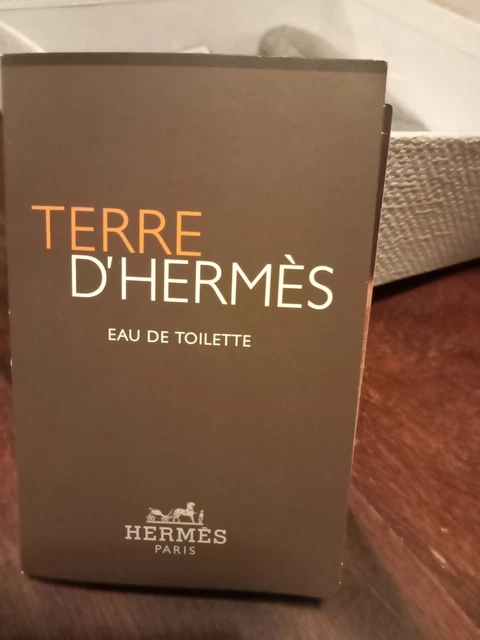 TERRE
D'HERMÈS
EAU DE TOILETTE
HERMÈS
PARIS